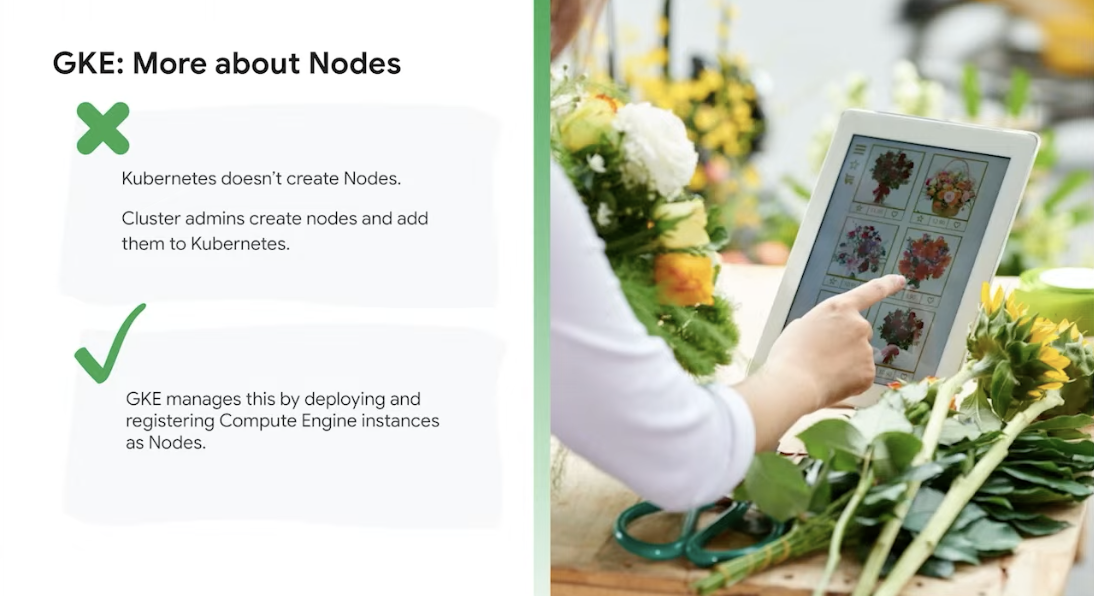 GKE: More about Nodes
Kubernetes doesn’t create Nodes.
Cluster admins create nodes and add
them to Kubernetes.
GKE manages this by deploying and
registering Compute Engine instances
as Nodes.